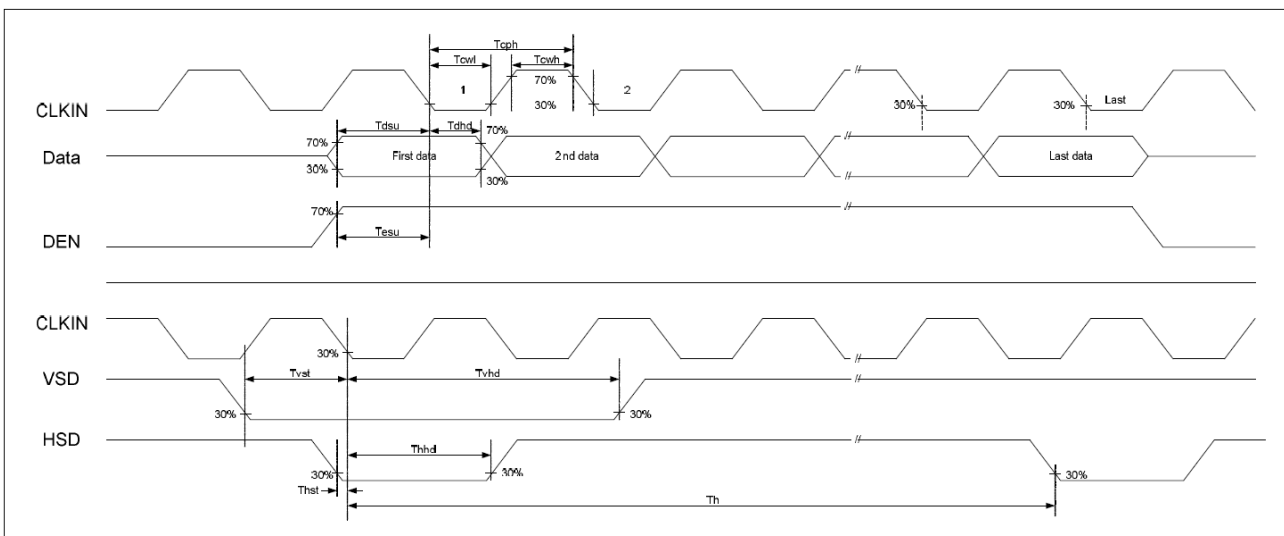 Tcph
Tcwl
Tcwh
70%
1
2
30%
30%
30%
Last
CLKIN
Tdsu
Tdhd
70%
70%
Data
First data
2nd data
//
Last data
30%
30%
70%
DEN
Tesu
CLKIN
30%
Tvst
Tvhd
VSD
30%
30%
HSD
Thhd
30%
30%
30%
Thst
Th